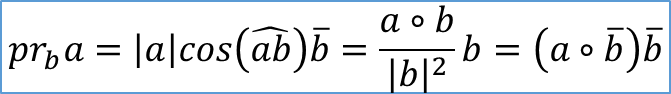 $pr_b a = |a|cos(\widehat{ab})\bar{b} = \frac{a \circ b}{|b|^2} b = (a \circ \bar{b})\bar{b}$